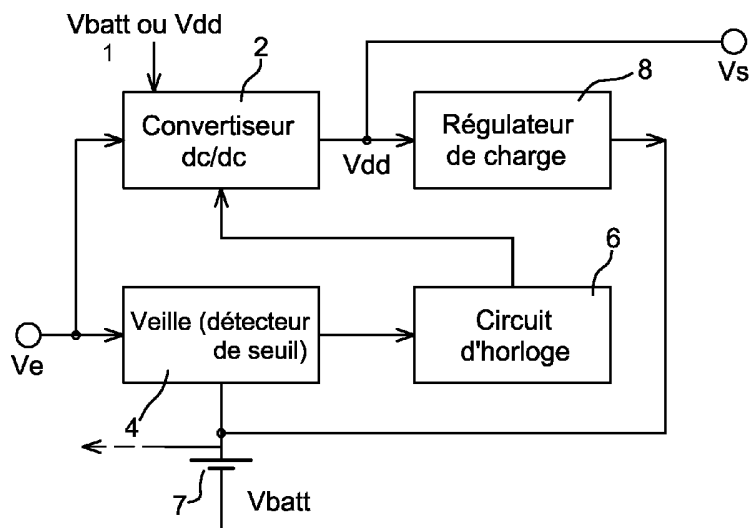 Vbatt ou Vdd
1
2
Convertiseur
dc/dc
Vdd
8
Régulateur
de charge
Vs
6
Veille (détecteur
de seuil)
Circuit
d'horloge
Ve
4
7
Vbatt